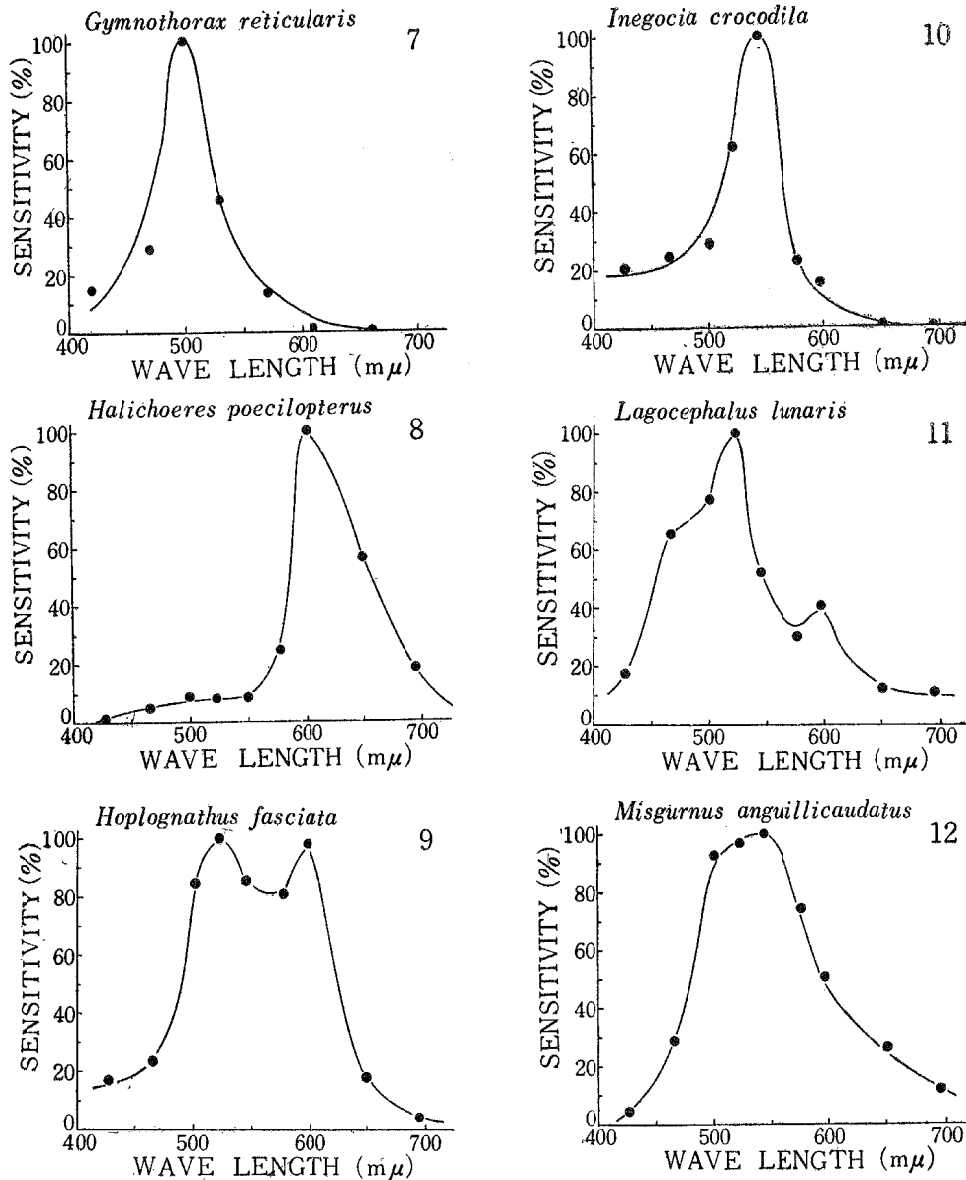 Gymnothorax reticularis
7
SENSITIVITY (%)
100
80
60
40
20
0
400 500 600 700
WAVE LENGTH (mμ)
Inegocia crocodila
10
SENSITIVITY (%)
100
80
60
40
20
0
400 500 600 700
WAVE LENGTH (mμ)
Halichoeres poecilopterus
8
SENSITIVITY (%)
100
80
60
40
20
0
400 500 600 700
WAVE LENGTH (mμ)
Lagocephalus lunaris
11
SENSITIVITY (%)
100
80
60
40
20
0
400 500 600 700
WAVE LENGTH (mμ)
Hoplognathus fasciata
9
SENSITIVITY (%)
100
80
60
40
20
0
400 500 600 700
WAVE LENGTH (mμ)
Misgurnus anguillicaudatus
12
SENSITIVITY (%)
100
80
60
40
20
0
400 500 600 700
WAVE LENGTH (mμ)